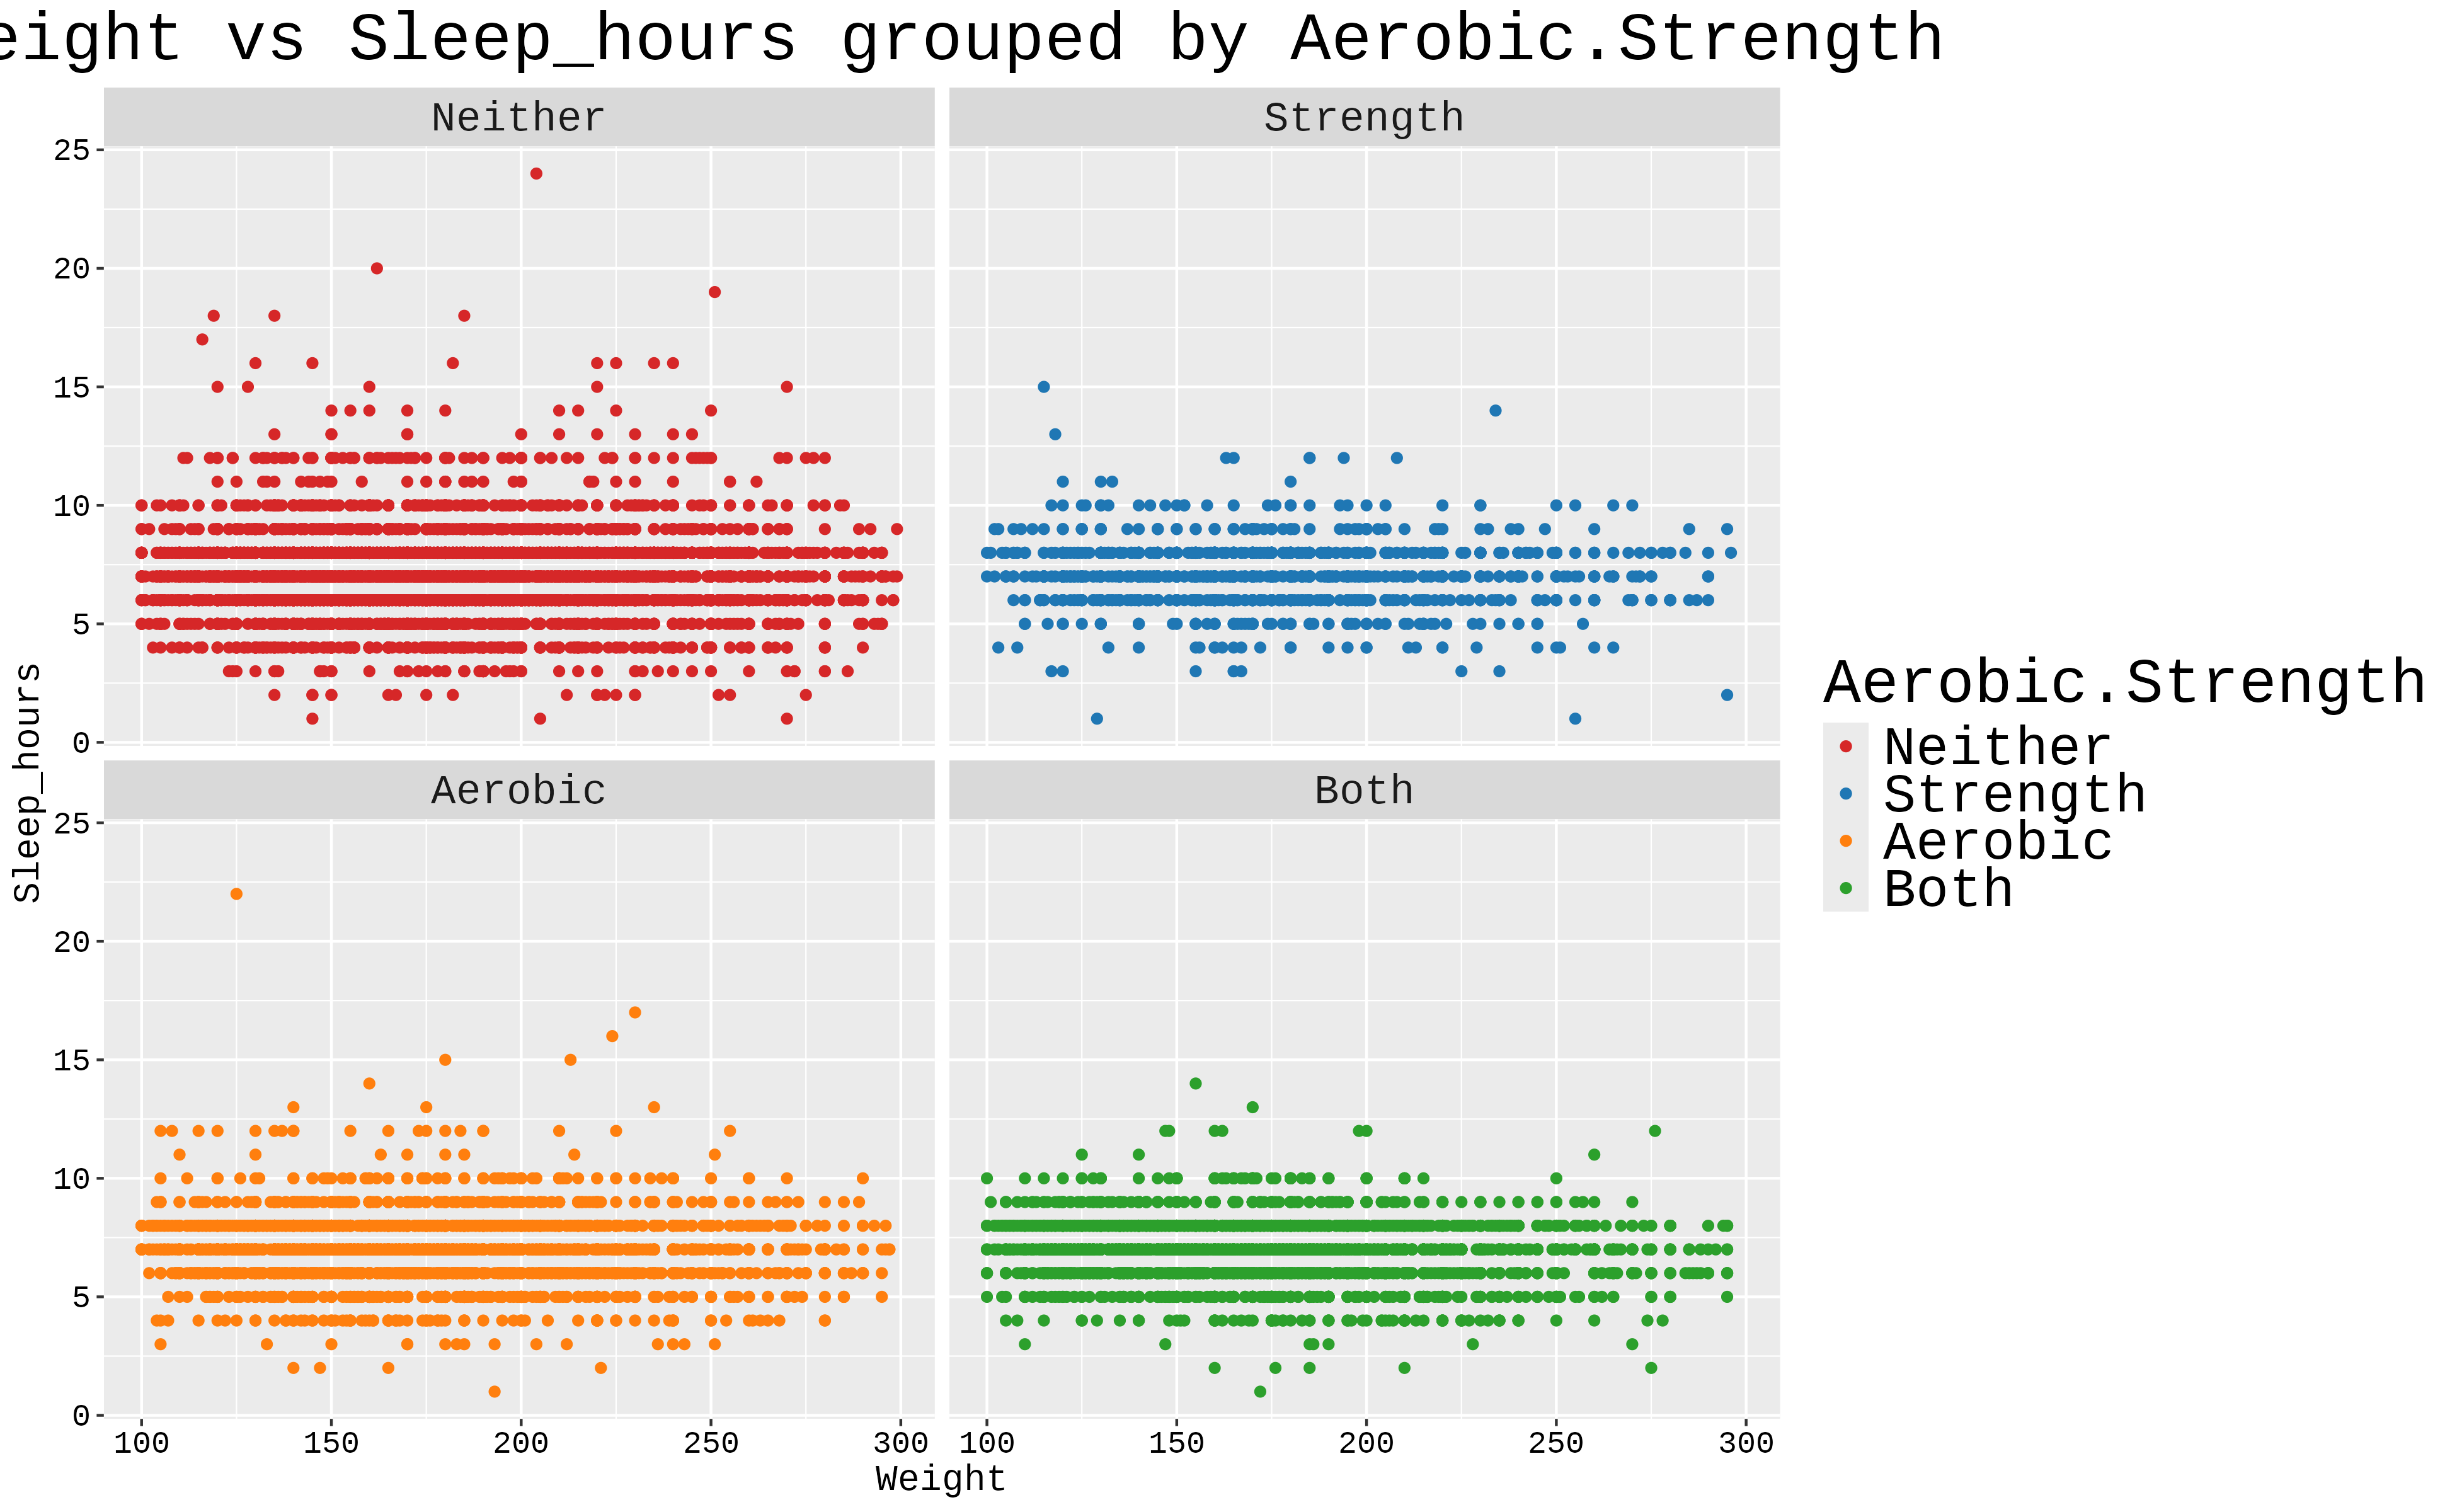 eight vs Sleep_hours grouped by Aerobic.Strength
Neither
Strength
25
20
15
10
5
0
Aerobic
Both
25
20
15
10
5
0
100 150 200 250 300
100 150 200 250 300
Weight
Sleep_hours
Aerobic.Strength
Neither
Strength
Aerobic
Both